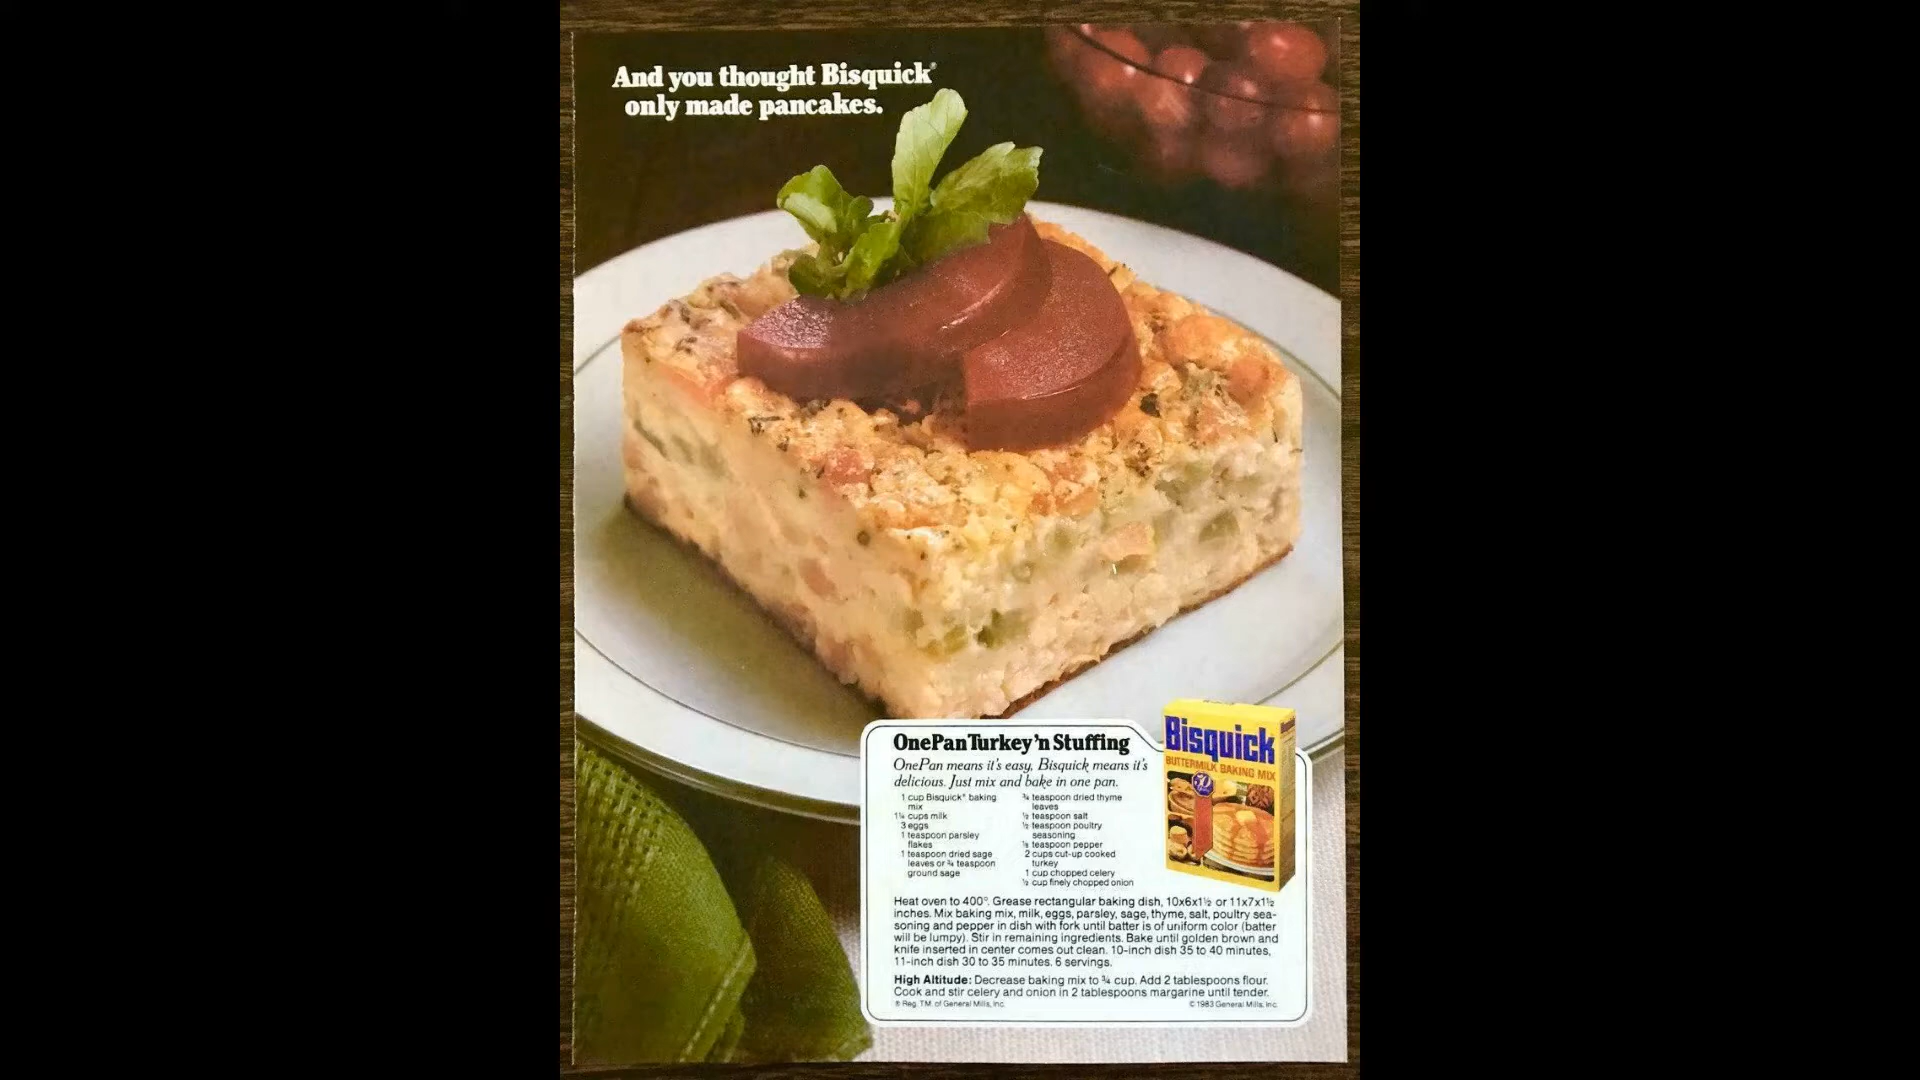 And you thought Bisquick®
only made pancakes.
OnePan Turkey 'n Stuffing
OnePan means it's easy, Bisquick means it's
delicious. Just mix and bake in one pan.
1 cup Bisquick® baking
mix
1¼ cups milk
3 eggs
1 teaspoon parsley
flakes
1 teaspoon dried sage
leaves or ¾ teaspoon
ground sage
¾ teaspoon dried thyme
leaves
½ teaspoon salt
½ teaspoon poultry
seasoning
⅛ teaspoon pepper
2 cups cut-up cooked
turkey
1 cup chopped celery
½ cup finely chopped onion
Heat oven to 400°. Grease rectangular baking dish, 10x6x1½ or 11x7x1½
inches. Mix baking mix, milk, eggs, parsley, sage, thyme, salt, poultry sea-
soning and pepper in dish with fork until batter is of uniform color (batter
will be lumpy). Stir in remaining ingredients. Bake until golden brown and
knife inserted in center comes out clean. 10-inch dish 35 to 40 minutes,
11-inch dish 30 to 35 minutes. 6 servings.
High Altitude: Decrease baking mix to ¾ cup. Add 2 tablespoons flour.
Cook and stir celery and onion in 2 tablespoons margarine until tender.
® Reg. T.M. of General Mills, Inc.
© 1983 General Mills, Inc.
Bisquick
BUTTERMILK BAKING MIX
50